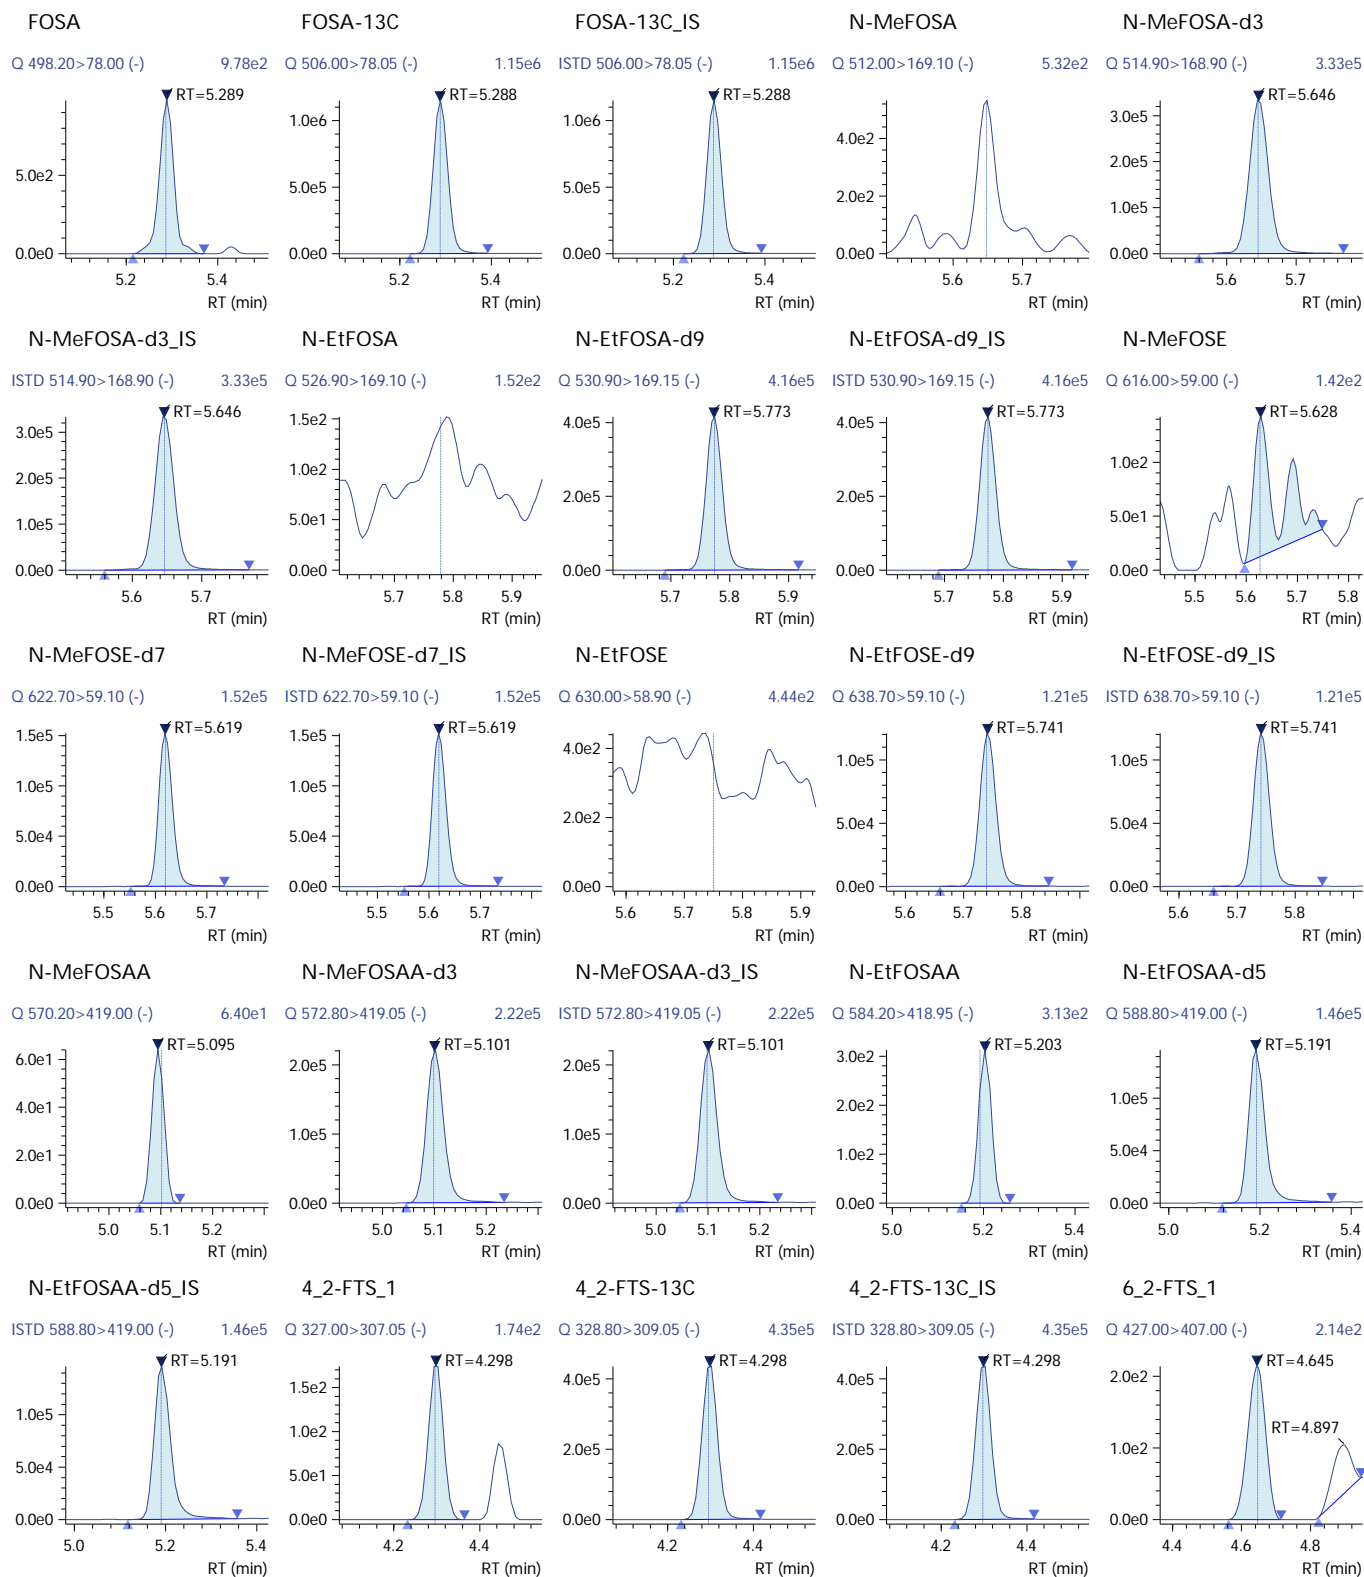 FOSA FOSA-13C FOSA-13C_IS N-MeFOSA N-MeFOSA-d3
Q 498.20>78.00 (-) 9.78e2 Q 506.00>78.05 (-) 1.15e6 ISTD 506.00>78.05 (-) 1.15e6 Q 512.00>169.10 (-) 5.32e2 Q 514.90>168.90 (-) 3.33e5
RT=5.289 RT=5.288 RT=5.288 RT=5.646
1.0e6 1.0e6 4.0e2 3.0e5
5.0e2 5.0e5 5.0e5 2.0e2 2.0e5
1.0e5
0.0e0 0.0e0 0.0e0 0.0e0 0.0e0
5.2 5.4 5.2 5.4 5.2 5.4 5.6 5.7 5.6 5.7
RT (min) RT (min) RT (min) RT (min) RT (min)
N-MeFOSA-d3_IS N-EtFOSA N-EtFOSA-d9 N-EtFOSA-d9_IS N-MeFOSE
ISTD 514.90>168.90 (-) 3.33e5 Q 526.90>169.10 (-) 1.52e2 Q 530.90>169.15 (-) 4.16e5 ISTD 530.90>169.15 (-) 4.16e5 Q 616.00>59.00 (-) 1.42e2
RT=5.646 RT=5.773 RT=5.773 RT=5.628
3.0e5 1.5e2 4.0e5 4.0e5
2.0e5 1.0e2 2.0e5 2.0e5 1.0e2
1.0e5 5.0e1 5.0e1
0.0e0 0.0e0 0.0e0 0.0e0 0.0e0
5.6 5.7 5.7 5.8 5.9 5.7 5.8 5.9 5.7 5.8 5.9 5.5 5.6 5.7 5.8
RT (min) RT (min) RT (min) RT (min) RT (min)
N-MeFOSE-d7 N-MeFOSE-d7_IS N-EtFOSE N-EtFOSE-d9 N-EtFOSE-d9_IS
Q 622.70>59.10 (-) 1.52e5 ISTD 622.70>59.10 (-) 1.52e5 Q 630.00>58.90 (-) 4.44e2 Q 638.70>59.10 (-) 1.21e5 ISTD 638.70>59.10 (-) 1.21e5
RT=5.619 RT=5.619 RT=5.741 RT=5.741
1.5e5 1.5e5 4.0e2 1.0e5 1.0e5
1.0e5 1.0e5 2.0e2 5.0e4 5.0e4
5.0e4 5.0e4
0.0e0 0.0e0 0.0e0 0.0e0 0.0e0
5.5 5.6 5.7 5.5 5.6 5.7 5.6 5.7 5.8 5.9 5.6 5.7 5.8 5.6 5.7 5.8
RT (min) RT (min) RT (min) RT (min) RT (min)
N-MeFOSAA N-MeFOSAA-d3 N-MeFOSAA-d3_IS N-EtFOSAA N-EtFOSAA-d5
Q 570.20>419.00 (-) 6.40e1 Q 572.80>419.05 (-) 2.22e5 ISTD 572.80>419.05 (-) 2.22e5 Q 584.20>418.95 (-) 3.13e2 Q 588.80>419.00 (-) 1.46e5
RT=5.095 RT=5.101 RT=5.101 RT=5.203 RT=5.191
6.0e1 2.0e5 2.0e5 3.0e2
4.0e1 1.0e5 1.0e5 2.0e2 1.0e5
2.0e1 1.0e2 5.0e4
0.0e0 0.0e0 0.0e0 0.0e0 0.0e0
5.0 5.1 5.2 5.0 5.1 5.2 5.0 5.1 5.2 5.0 5.2 5.4 5.0 5.2 5.4
RT (min) RT (min) RT (min) RT (min) RT (min)
N-EtFOSAA-d5_IS 4_2-FTS_1 4_2-FTS-13C 4_2-FTS-13C_IS 6_2-FTS_1
ISTD 588.80>419.00 (-) 1.46e5 Q 327.00>307.05 (-) 1.74e2 Q 328.80>309.05 (-) 4.35e5 ISTD 328.80>309.05 (-) 4.35e5 Q 427.00>407.00 (-) 2.14e2
RT=5.191 RT=4.298 RT=4.298 RT=4.298 RT=4.645
1.5e2 4.0e5 4.0e5 2.0e2
1.0e5 1.0e2 2.0e5 2.0e5 RT=4.897
5.0e4 5.0e1 1.0e2
0.0e0 0.0e0 0.0e0 0.0e0 0.0e0
5.0 5.2 5.4 4.2 4.4 4.2 4.4 4.2 4.4 4.4 4.6 4.8
RT (min) RT (min) RT (min) RT (min) RT (min)